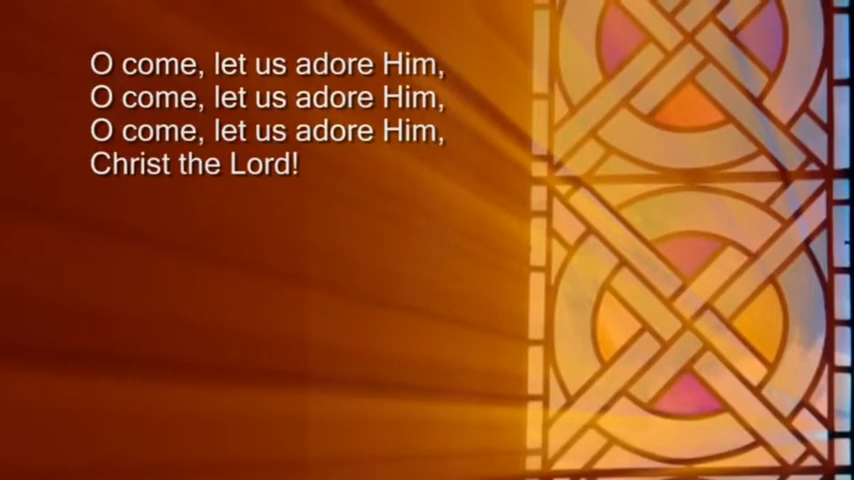 O come, let us adore Him,
O come, let us adore Him,
O come, let us adore Him,
Christ the Lord!